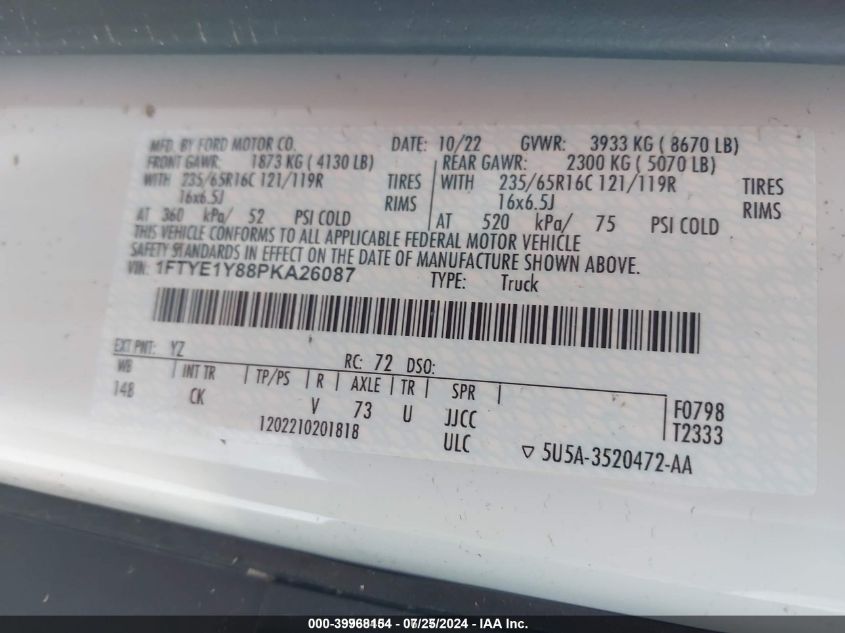 MFD. BY FORD MOTOR CO. DATE: 10/22 GVWR: 3933 KG ( 8670 LB)
FRONT GAWR: 1873 KG ( 4130 LB) REAR GAWR: 2300 KG ( 5070 LB)
WITH 235/65R16C 121/119R TIRES WITH 235/65R16C 121/119R TIRES
16x6.5J RIMS 16x6.5J RIMS
AT 360 kPa/ 52 PSI COLD AT 520 kPa/ 75 PSI COLD
THIS VEHICLE CONFORMS TO ALL APPLICABLE FEDERAL MOTOR VEHICLE
SAFETY STANDARDS IN EFFECT ON THE DATE OF MANUFACTURE SHOWN ABOVE.
VIN: 1FTYE1Y88PKA26087 TYPE: Truck
EXT PNT: YZ RC: 72 DSO:
WB INT TR TP/PS R AXLE TR SPR
148 CK V 73 U JJCC F0798
1202210201818 ULC T2333
▽ 5U5A-3520472-AA
000-39968154 - 07/25/2024 - IAA Inc.